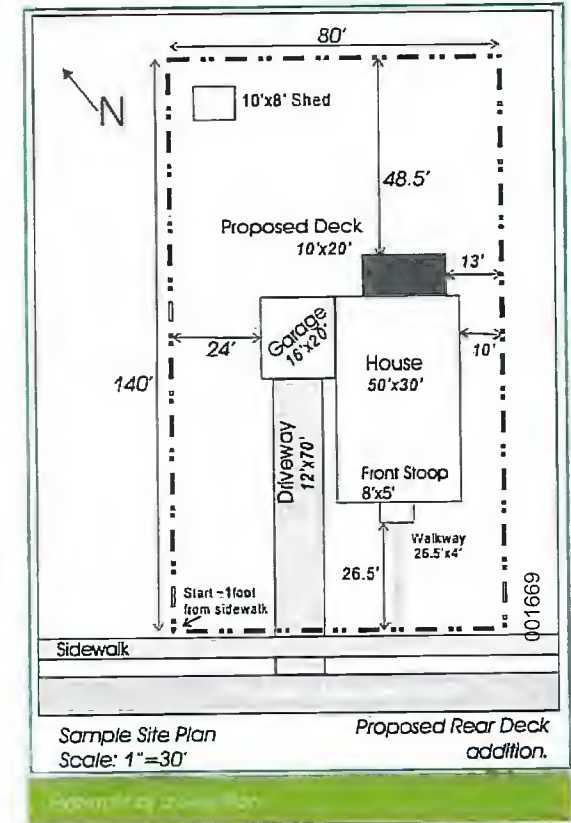 80'
N
10'x8' Shed
48.5'
Proposed Deck
10'x20'
13'
Garage
16'x20'
24'
House
50'x30'
10'
140'
Driveway
12'x70'
Front Stoop
8'x5'
Walkway
26.5'x4'
26.5'
Start ~1foot
from sidewalk
001669
Sidewalk
Sample Site Plan
Scale: 1"=30'
Proposed Rear Deck
addition.